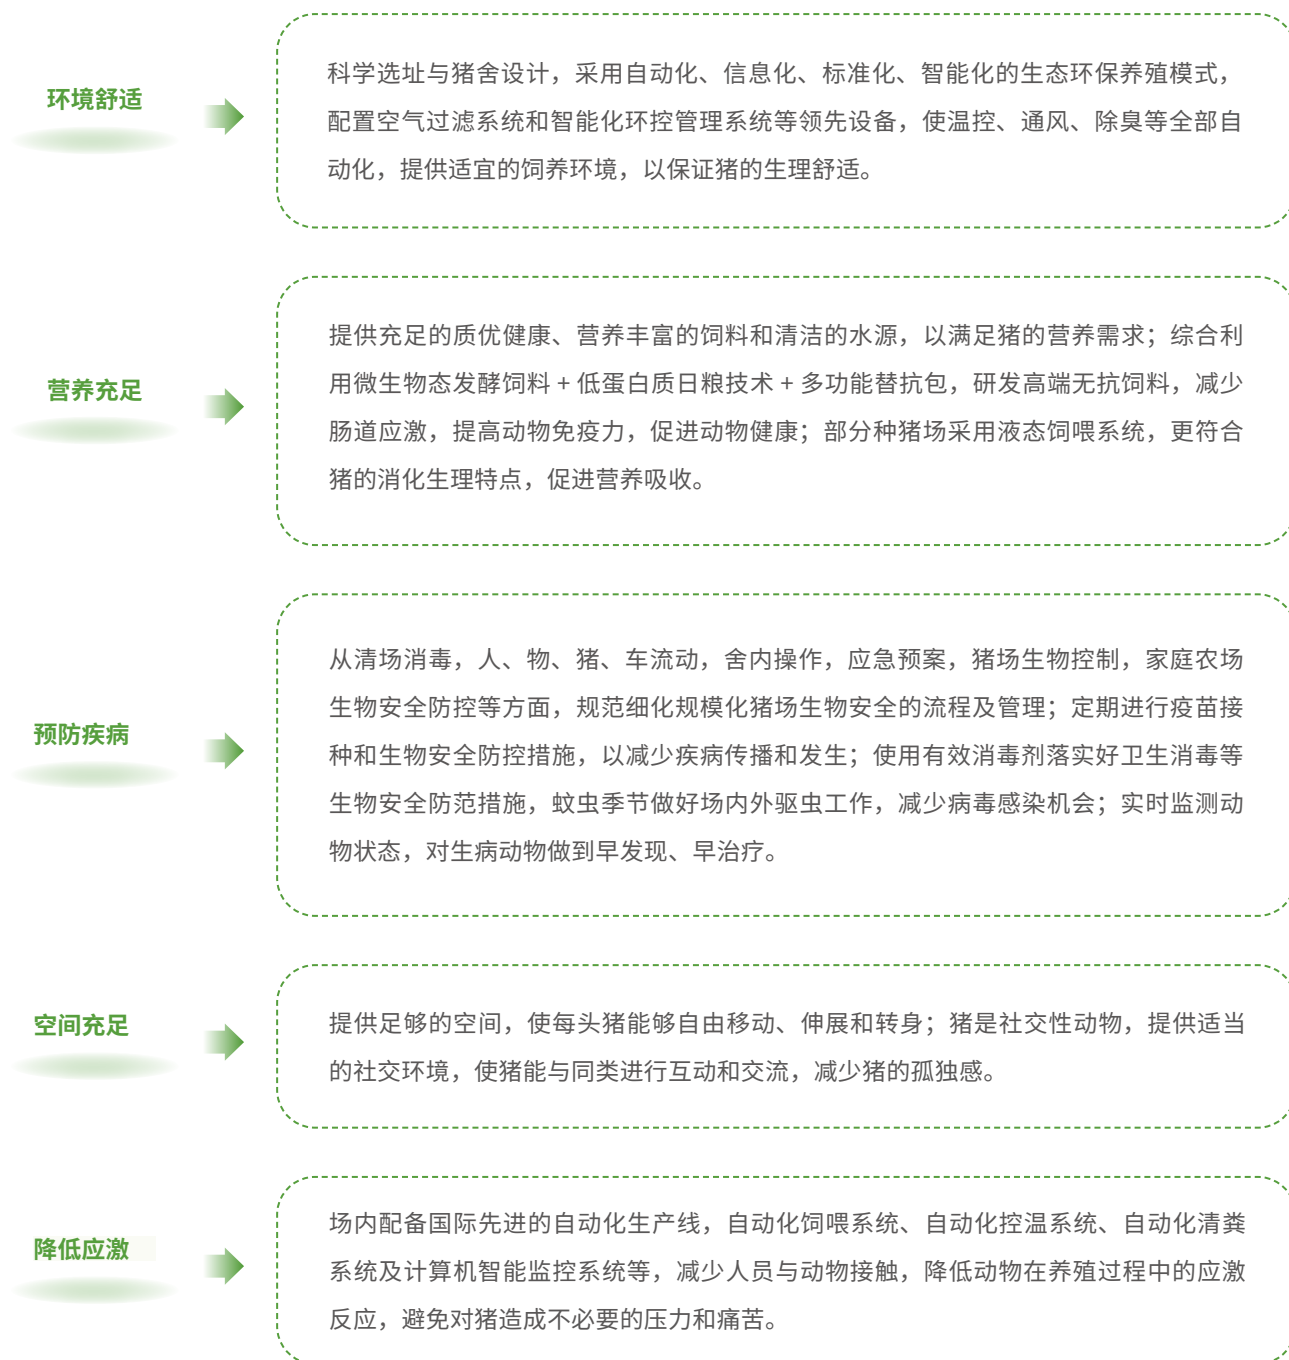 环境舒适
科学选址与猪舍设计，采用自动化、信息化、标准化、智能化的生态环保养殖模式，
配置空气过滤系统和智能化环控管理系统等领先设备，使温控、通风、除臭等全部自
动化，提供适宜的饲养环境，以保证猪的生理舒适。
营养充足
提供充足的质优健康、营养丰富的饲料和清洁的水源，以满足猪的营养需求；综合利
用微生物态发酵饲料 + 低蛋白质日粮技术 + 多功能替抗包，研发高端无抗饲料，减少
肠道应激，提高动物免疫力，促进动物健康；部分种猪场采用液态饲喂系统，更符合
猪的消化生理特点，促进营养吸收。
预防疾病
从清场消毒，人、物、猪、车流动，舍内操作，应急预案，猪场生物控制，家庭农场
生物安全防控等方面，规范细化规模化猪场生物安全的流程及管理；定期进行疫苗接
种和生物安全防控措施，以减少疾病传播和发生；使用有效消毒剂落实好卫生消毒等
生物安全防范措施，蚊虫季节做好场内外驱虫工作，减少病毒感染机会；实时监测动
物状态，对生病动物做到早发现、早治疗。
空间充足
提供足够的空间，使每头猪能够自由移动、伸展和转身；猪是社交性动物，提供适当
的社交环境，使猪能与同类进行互动和交流，减少猪的孤独感。
降低应激
场内配备国际先进的自动化生产线，自动化饲喂系统、自动化控温系统、自动化清粪
系统及计算机智能监控系统等，减少人员与动物接触，降低动物在养殖过程中的应激
反应，避免对猪造成不必要的压力和痛苦。